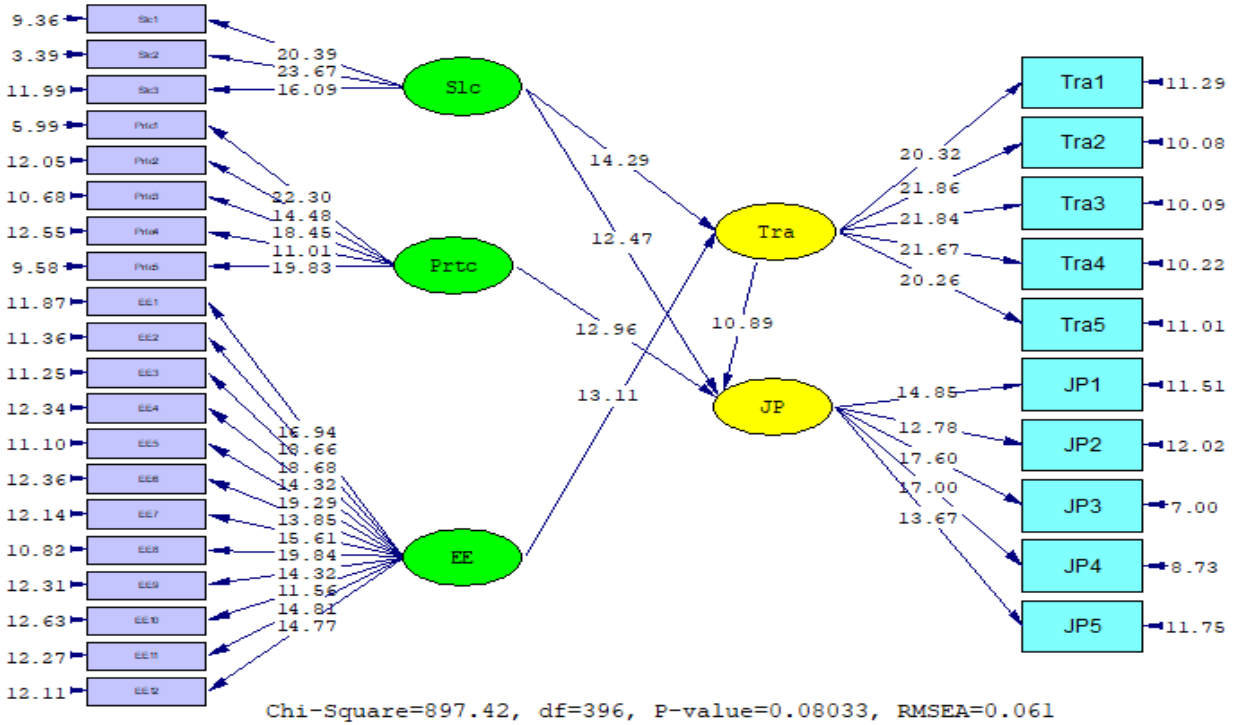 9.36 Slc1
3.39 Slc2
11.99 Slc3
5.99 Prtc1
12.05 Prtc2
10.68 Prtc3
12.55 Prtc4
9.58 Prtc5
11.87 EE1
11.36 EE2
11.25 EE3
12.34 EE4
11.10 EE5
12.36 EE6
12.14 EE7
10.82 EE8
12.31 EE9
12.63 EE10
12.27 EE11
12.11 EE12
20.39
23.67
16.09
22.30
14.48
18.45
11.01
19.83
16.94
18.66
18.68
14.32
19.29
13.85
15.61
19.84
14.32
11.56
14.81
14.77
Slc
Prtc
EE
14.29
12.47
12.96
10.89
13.11
Tra
JP
20.32
21.86
21.84
21.67
20.26
14.85
12.78
17.60
17.00
13.67
Tra1 11.29
Tra2 10.08
Tra3 10.09
Tra4 10.22
Tra5 11.01
JP1 11.51
JP2 12.02
JP3 7.00
JP4 8.73
JP5 11.75
Chi-Square=897.42, df=396, P-value=0.08033, RMSEA=0.061